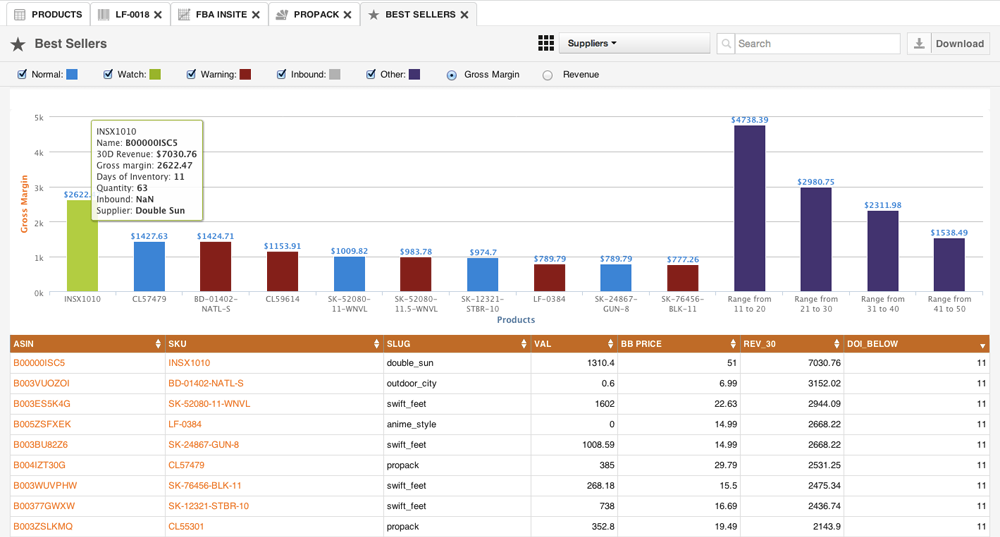 PRODUCTS LF-0018 FBA INSITE PROPACK BEST SELLERS
Best Sellers Suppliers Search Download
Normal: Watch: Warning: Inbound: Other: Gross Margin Revenue
5k
4k
3k
2k
1k
0k
Gross Margin
INSX1010
Name: B00000ISC5
30D Revenue: $7030.76
Gross margin: 2622.47
Days of Inventory: 11
Quantity: 63
Inbound: NaN
Supplier: Double Sun
$2622. $1427.63 $1424.71 $1153.91 $1009.82 $983.78 $974.7 $789.79 $789.79 $777.26 $4738.39 $2980.75 $2311.98 $1538.49
INSX1010 CL57479 BD-01402- CL59614 SK-52080- SK-52080- SK-12321- LF-0384 SK-24867- SK-76456- Range from Range from Range from Range from
NATL-S 11-WNVL 11.5-WNVL STBR-10 GUN-8 BLK-11 11 to 20 21 to 30 31 to 40 41 to 50
Products
ASIN SKU SLUG VAL BB PRICE REV_30 DOI_BELOW
B00000ISC5 INSX1010 double_sun 1310.4 51 7030.76 11
B003VUOZOI BD-01402-NATL-S outdoor_city 0.6 6.99 3152.02 11
B003ES5K4G SK-52080-11-WNVL swift_feet 1602 22.63 2944.09 11
B005ZSFXEK LF-0384 anime_style 0 14.99 2668.22 11
B003BU82Z6 SK-24867-GUN-8 swift_feet 1008.59 14.99 2668.22 11
B004IZT30G CL57479 propack 385 29.79 2531.25 11
B003WUVPHW SK-76456-BLK-11 swift_feet 268.18 15.5 2475.34 11
B00377GWXW SK-12321-STBR-10 swift_feet 738 16.69 2436.74 11
B003ZSLKMQ CL55301 propack 352.8 19.49 2143.9 11